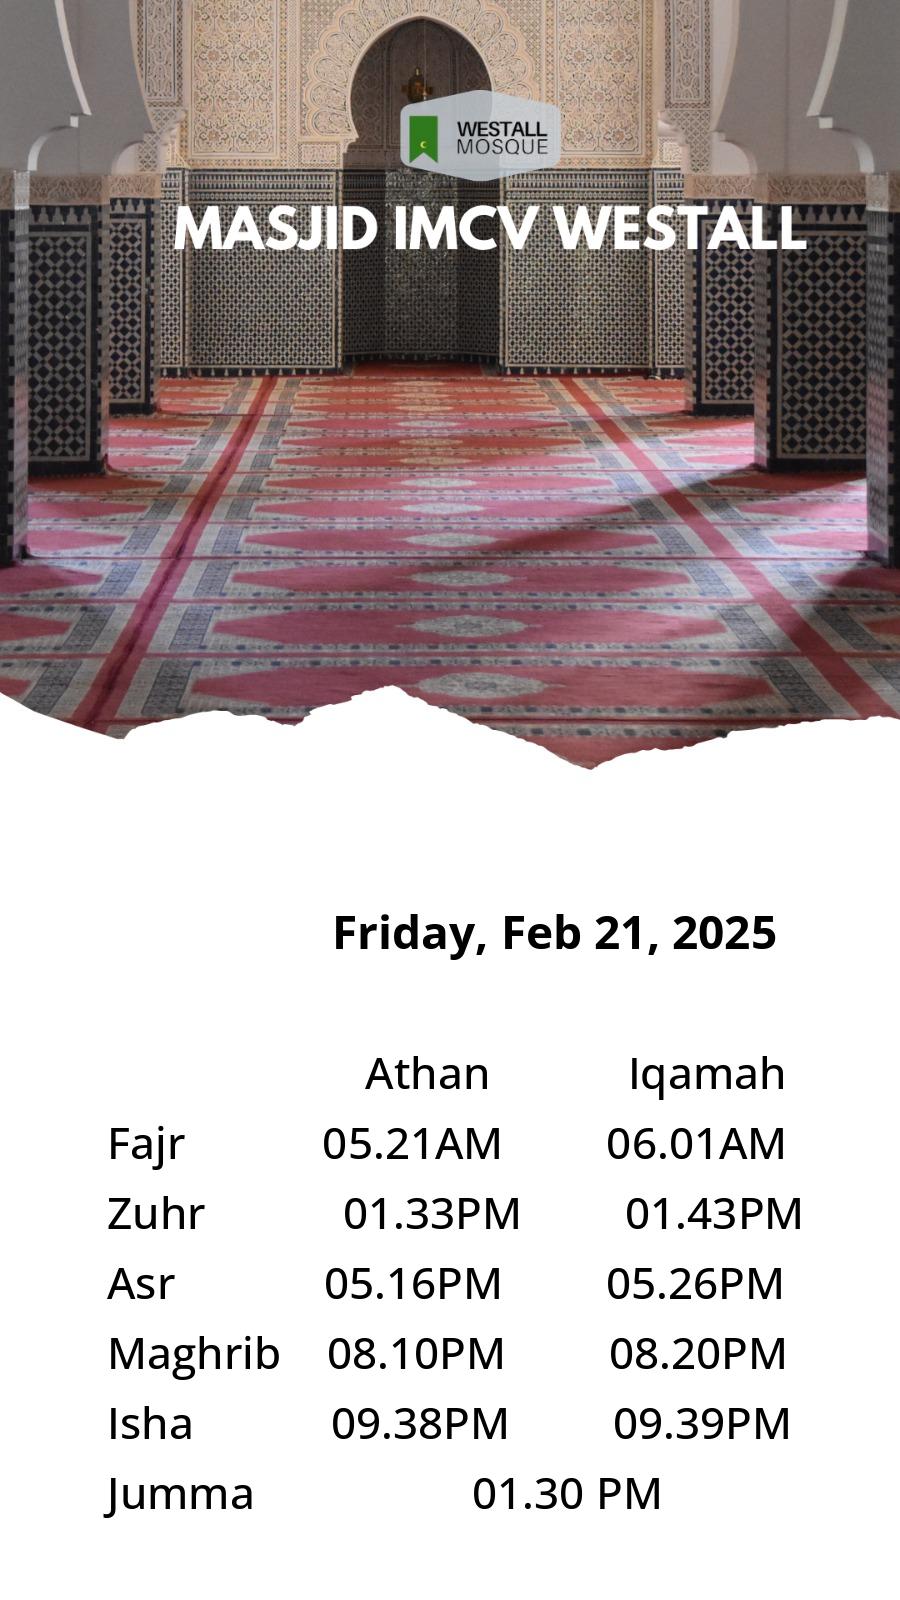 WESTALL
MOSQUE
MASJID IMCV WESTALL
Friday, Feb 21, 2025
Athan Iqamah
Fajr 05.21AM 06.01AM
Zuhr 01.33PM 01.43PM
Asr 05.16PM 05.26PM
Maghrib 08.10PM 08.20PM
Isha 09.38PM 09.39PM
Jumma 01.30 PM